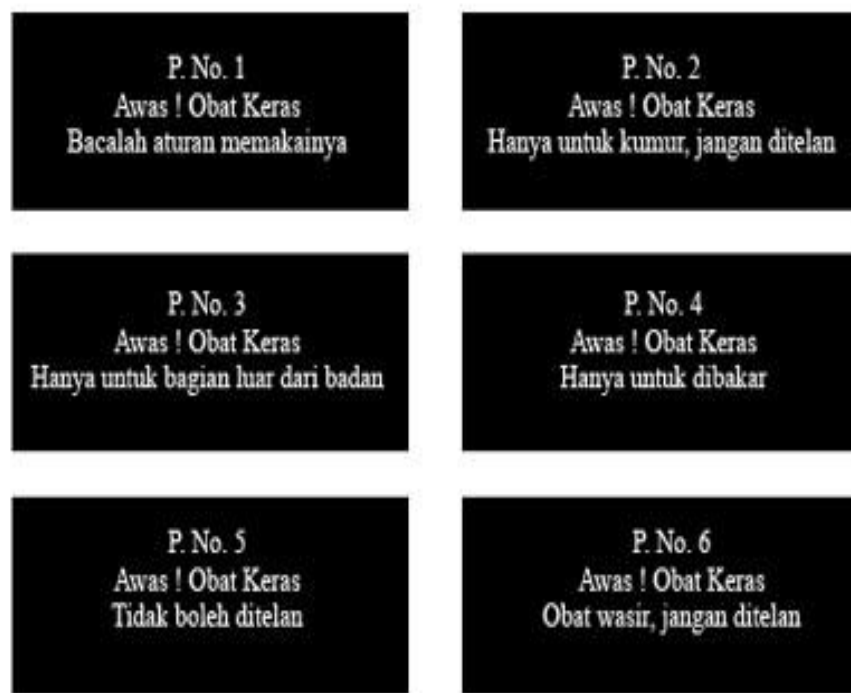 P. No. 1
Awas ! Obat Keras
Bacalah aturan memakainya
P. No. 2
Awas ! Obat Keras
Hanya untuk kumur, jangan ditelan
P. No. 3
Awas ! Obat Keras
Hanya untuk bagian luar dari badan
P. No. 4
Awas ! Obat Keras
Hanya untuk dibakar
P. No. 5
Awas ! Obat Keras
Tidak boleh ditelan
P. No. 6
Awas ! Obat Keras
Obat wasir, jangan ditelan